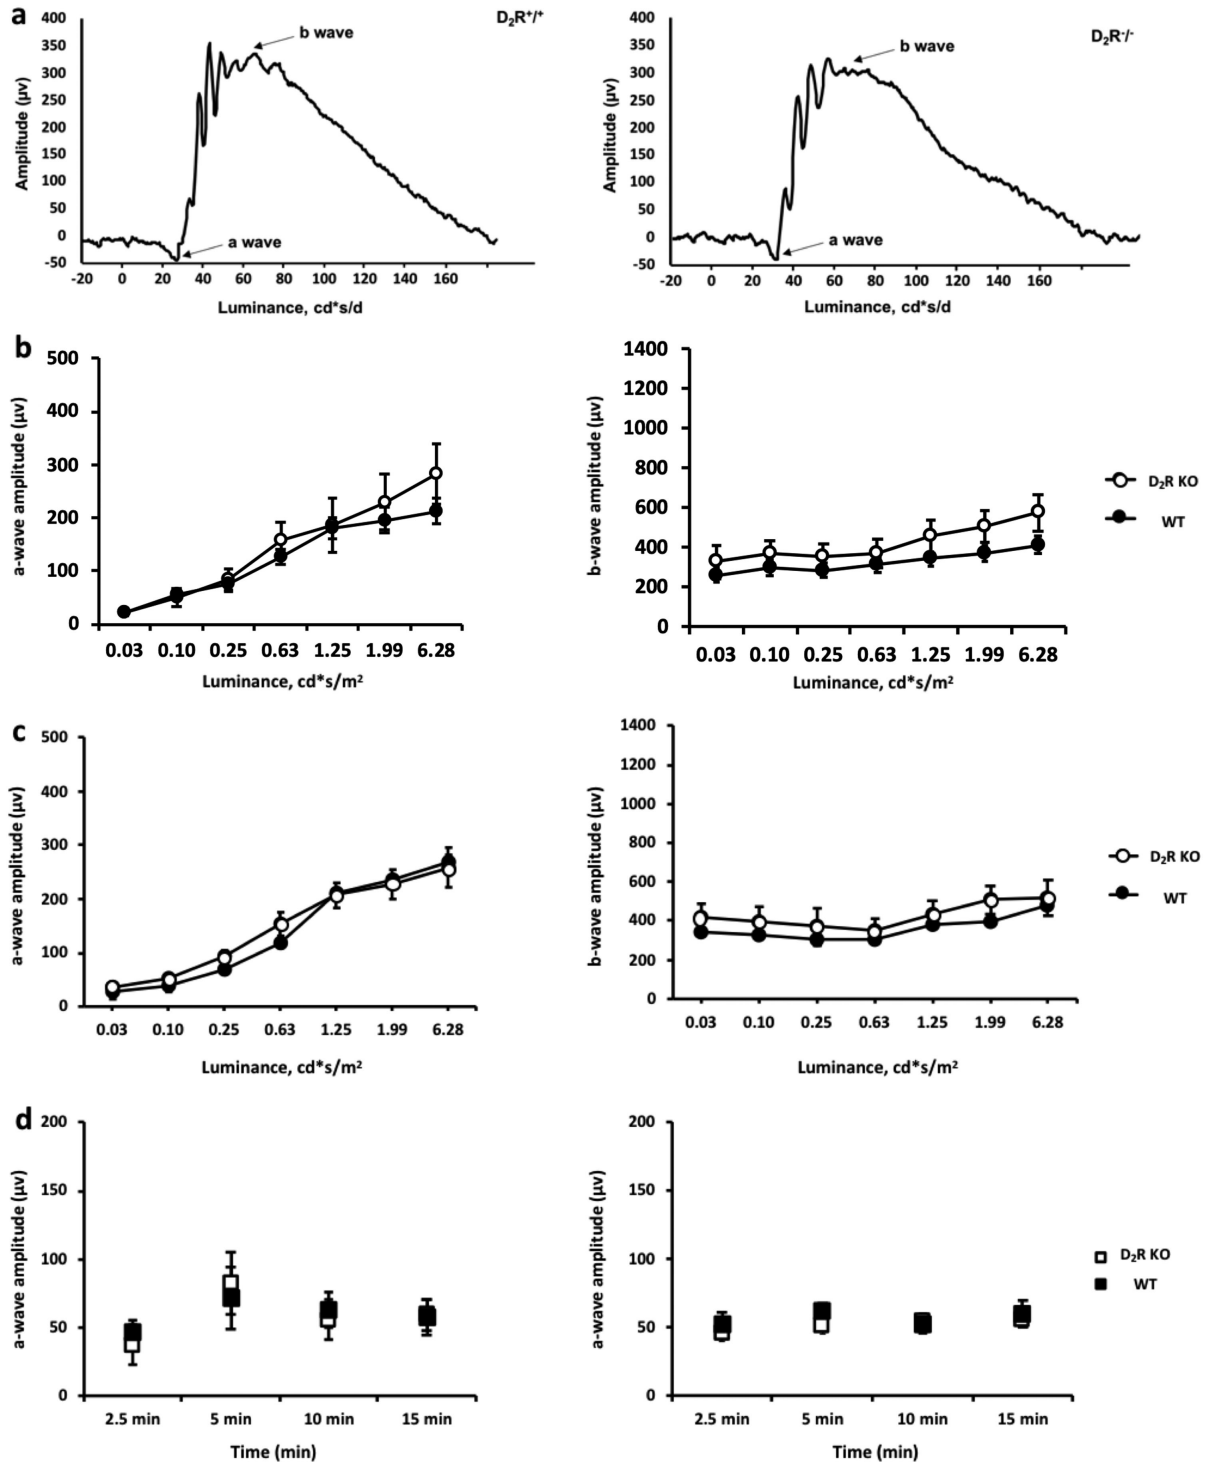 a
D₂R⁺/⁺
400
350
300
250
200
150
100
50
0
-50
Amplitude (μv)
b wave
a wave
-20 0 20 40 60 80 100 120 140 160
Luminance, cd*s/d
D₂R⁻/⁻
400
350
300
250
200
150
100
50
0
-50
Amplitude (μv)
b wave
a wave
-20 0 20 40 60 80 100 120 140 160
Luminance, cd*s/d
b
500
400
300
200
100
0
a-wave amplitude (μv)
0.03 0.10 0.25 0.63 1.25 1.99 6.28
Luminance, cd*s/m²
1400
1200
1000
800
600
400
200
0
b-wave amplitude (μv)
0.03 0.10 0.25 0.63 1.25 1.99 6.28
Luminance, cd*s/m²
D₂R KO
WT
c
500
400
300
200
100
0
a-wave amplitude (μv)
0.03 0.10 0.25 0.63 1.25 1.99 6.28
Luminance, cd*s/m²
1400
1200
1000
800
600
400
200
0
b-wave amplitude (μv)
0.03 0.10 0.25 0.63 1.25 1.99 6.28
Luminance, cd*s/m²
D₂R KO
WT
d
200
150
100
50
0
a-wave amplitude (μv)
2.5 min 5 min 10 min 15 min
Time (min)
200
150
100
50
0
a-wave amplitude (μv)
2.5 min 5 min 10 min 15 min
Time (min)
D₂R KO
WT